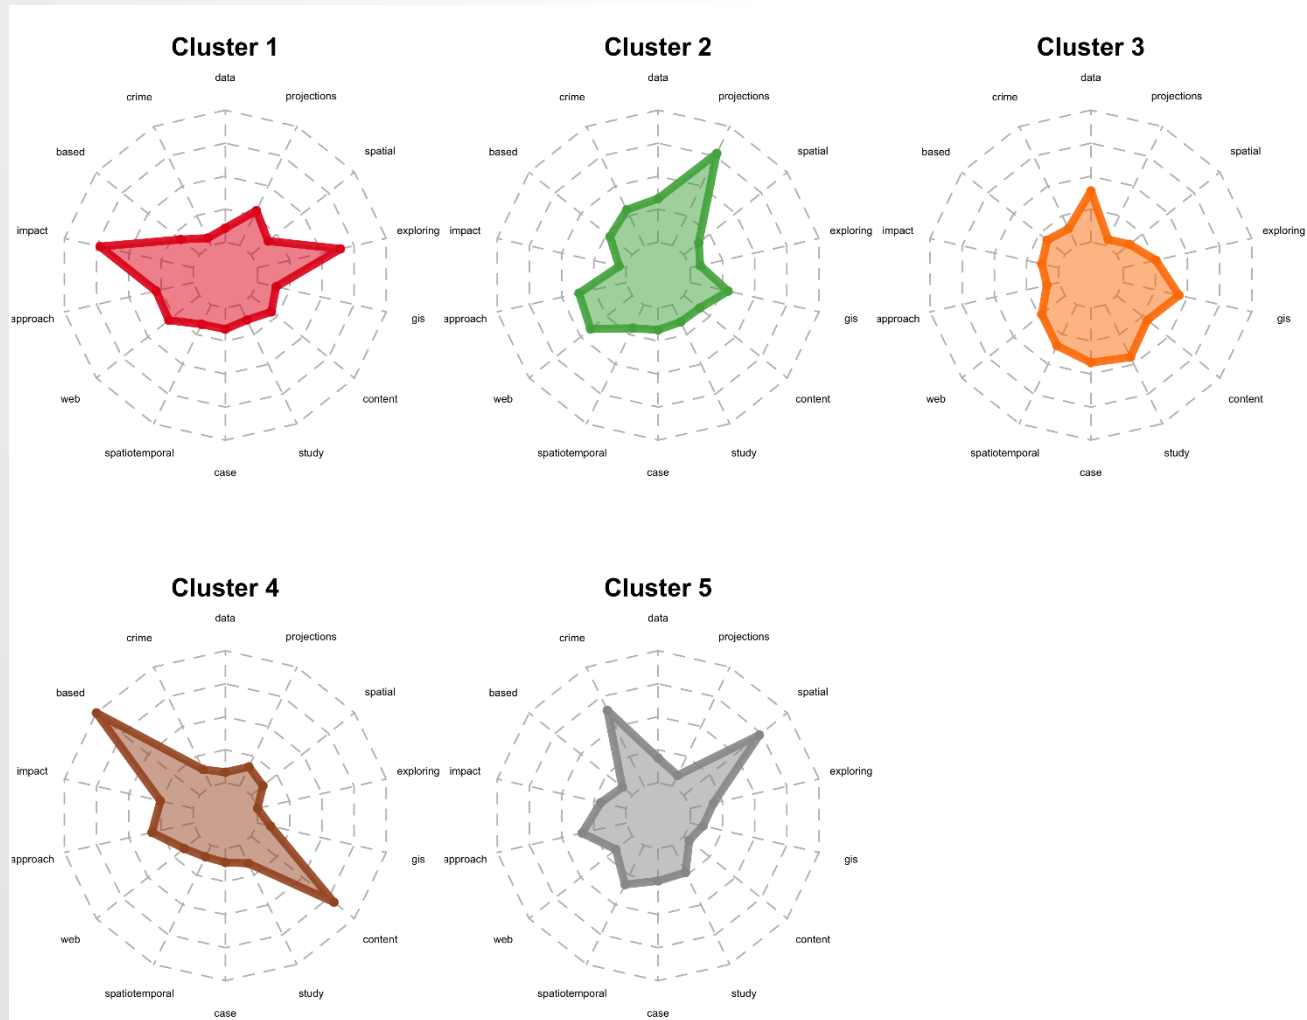 Cluster 1
data
crime
projections
based
spatial
impact
exploring
approach
gis
web
content
spatiotemporal
study
case
Cluster 2
data
crime
projections
based
spatial
impact
exploring
approach
gis
web
content
spatiotemporal
study
case
Cluster 3
data
crime
projections
based
spatial
impact
exploring
approach
gis
web
content
spatiotemporal
study
case
Cluster 4
data
crime
projections
based
spatial
impact
exploring
approach
gis
web
content
spatiotemporal
study
case
Cluster 5
data
crime
projections
based
spatial
impact
exploring
approach
gis
web
content
spatiotemporal
study
case